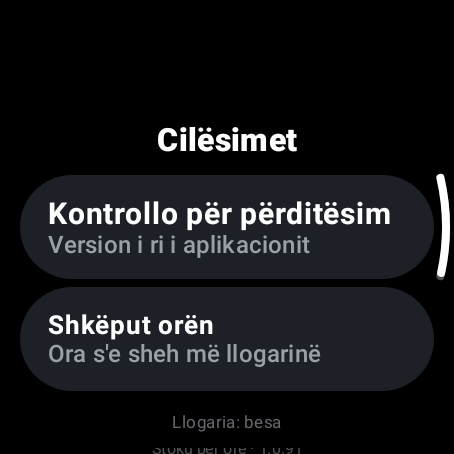 Cilësimet
Kontrollo për përditësim
Version i ri i aplikacionit
Shkëput orën
Ora s'e sheh më llogarinë
Llogaria: besa